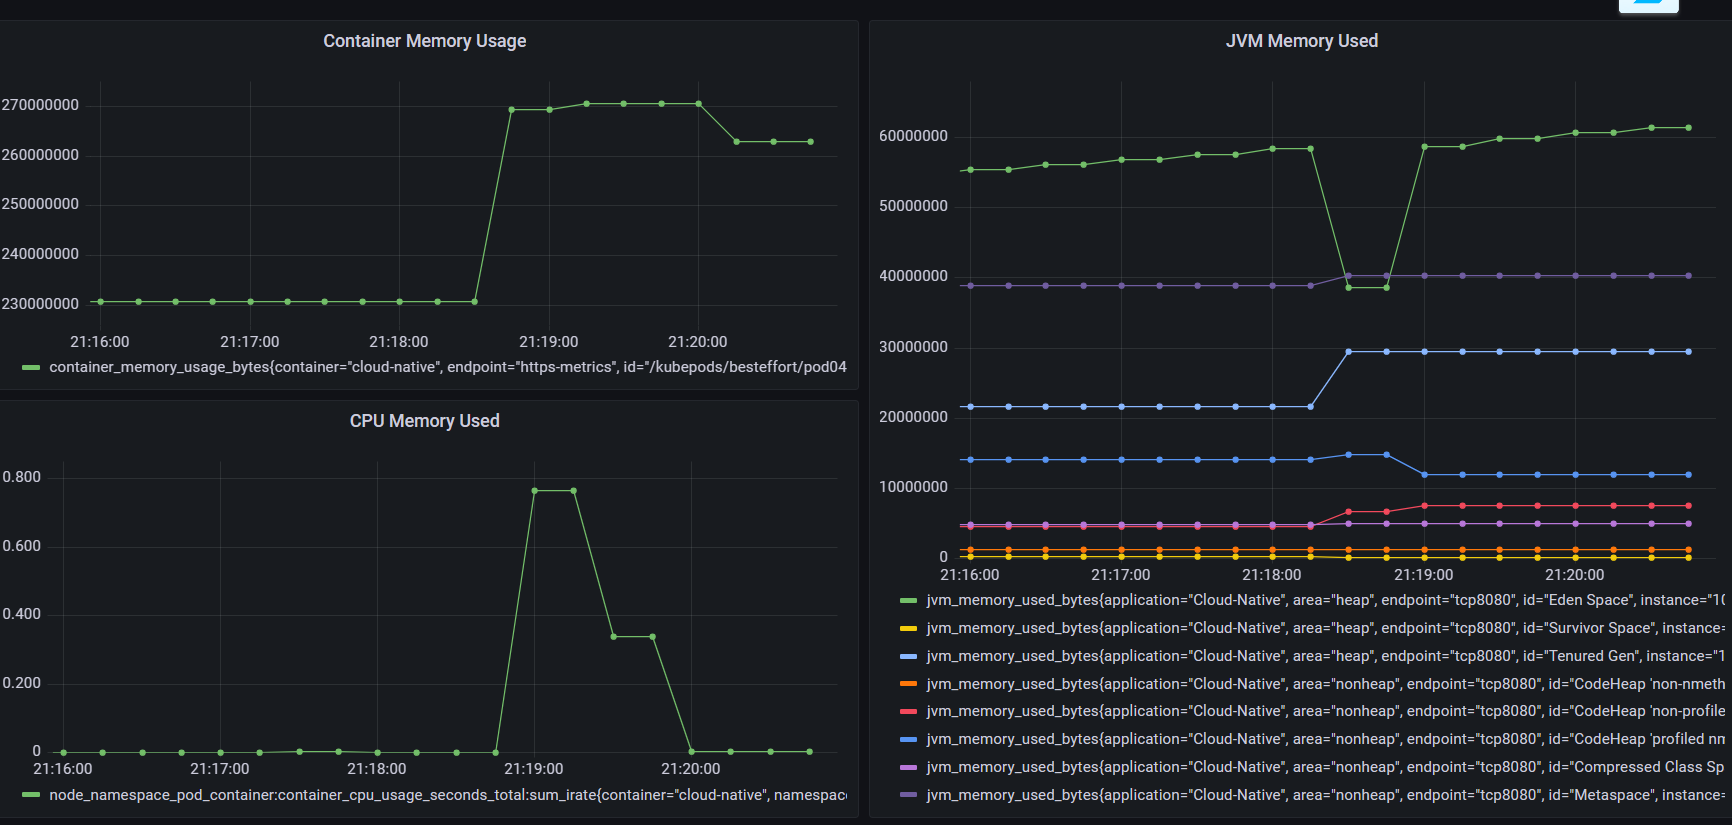 Container Memory Usage
270000000
260000000
250000000
240000000
230000000
21:16:00 21:17:00 21:18:00 21:19:00 21:20:00
container_memory_usage_bytes{container="cloud-native", endpoint="https-metrics", id="/kubepods/besteffort/pod04
CPU Memory Used
0.800
0.600
0.400
0.200
0
21:16:00 21:17:00 21:18:00 21:19:00 21:20:00
node_namespace_pod_container:container_cpu_usage_seconds_total:sum_irate{container="cloud-native", namespace
JVM Memory Used
60000000
50000000
40000000
30000000
20000000
10000000
0
21:16:00 21:17:00 21:18:00 21:19:00 21:20:00
jvm_memory_used_bytes{application="Cloud-Native", area="heap", endpoint="tcp8080", id="Eden Space", instance="10
jvm_memory_used_bytes{application="Cloud-Native", area="heap", endpoint="tcp8080", id="Survivor Space", instance=
jvm_memory_used_bytes{application="Cloud-Native", area="heap", endpoint="tcp8080", id="Tenured Gen", instance="1
jvm_memory_used_bytes{application="Cloud-Native", area="nonheap", endpoint="tcp8080", id="CodeHeap 'non-nmeth
jvm_memory_used_bytes{application="Cloud-Native", area="nonheap", endpoint="tcp8080", id="CodeHeap 'non-profile
jvm_memory_used_bytes{application="Cloud-Native", area="nonheap", endpoint="tcp8080", id="CodeHeap 'profiled nm
jvm_memory_used_bytes{application="Cloud-Native", area="nonheap", endpoint="tcp8080", id="Compressed Class Sp
jvm_memory_used_bytes{application="Cloud-Native", area="nonheap", endpoint="tcp8080", id="Metaspace", instance=